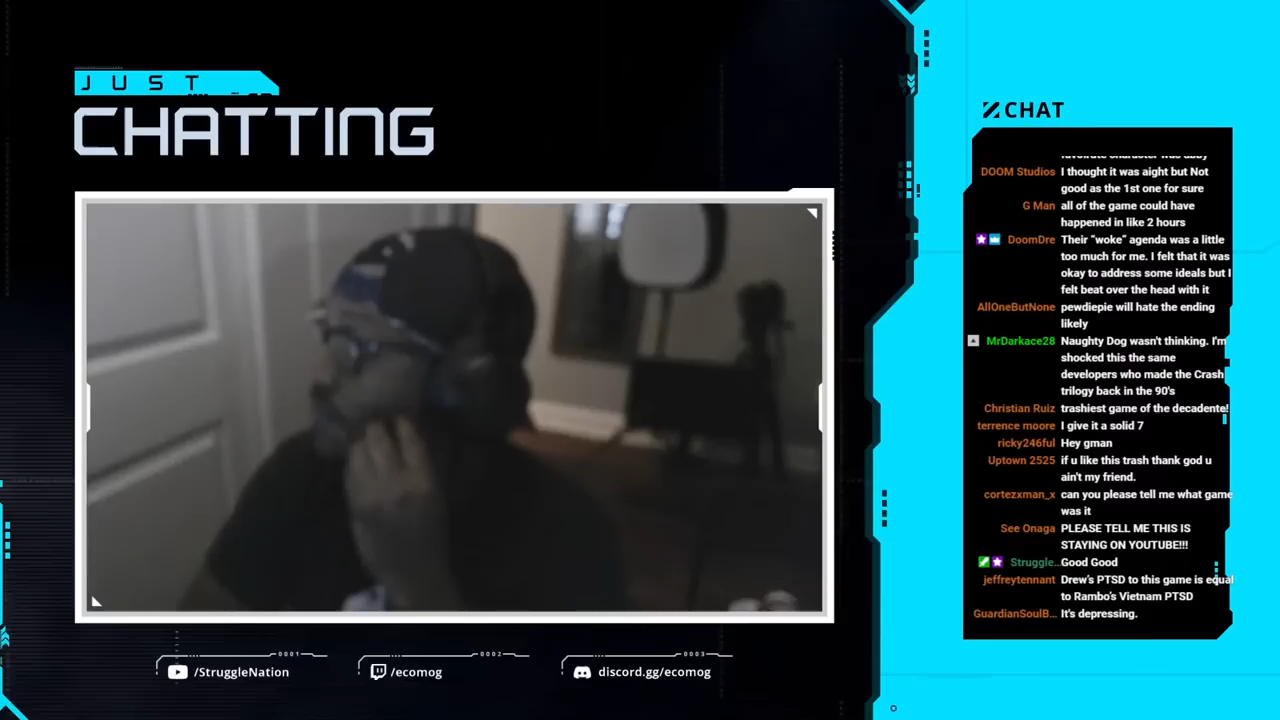 JUST
CHATTING
CHAT
DOOM Studios I thought it was aight but Not
good as the 1st one for sure
G Man all of the game could have
happened in like 2 hours
DoomDre Their “woke” agenda was a little
too much for me. I felt that it was
okay to address some ideals but I
felt beat over the head with it
AllOneButNone pewdiepie will hate the ending
likely
MrDarkace28 Naughty Dog wasn't thinking. I'm
shocked this the same
developers who made the Crash
trilogy back in the 90's
Christian Ruiz trashiest game of the decadente!
terrence moore I give it a solid 7
ricky246ful Hey gman
Uptown 2525 if u like this trash thank god u
ain't my friend.
cortezxman_x can you please tell me what game
was it
See Onaga PLEASE TELL ME THIS IS
STAYING ON YOUTUBE!!!
Struggle... Good Good
jeffreytennant Drew’s PTSD to this game is equal
to Rambo’s Vietnam PTSD
GuardianSoulB... It's depressing.
0001
/StruggleNation
0002
/ecomog
0003
discord.gg/ecomog